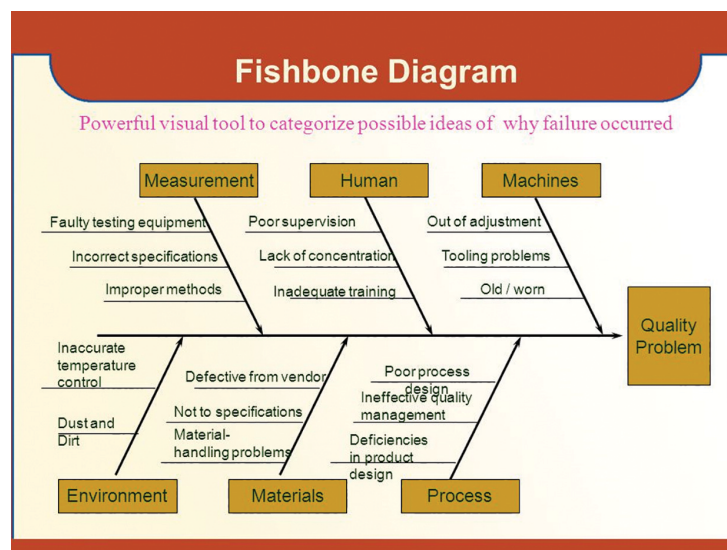 Fishbone Diagram
Powerful visual tool to categorize possible ideas of why failure occurred
Measurement
Human
Machines
Faulty testing equipment
Poor supervision
Out of adjustment
Incorrect specifications
Lack of concentration
Tooling problems
Improper methods
Inadequate training
Old / worn
Quality
Problem
Inaccurate
temperature
control
Dust and
Dirt
Defective from vendor
Not to specifications
Material-
handling problems
Poor process
design
Ineffective quality
management
Deficiencies
in product
design
Environment
Materials
Process